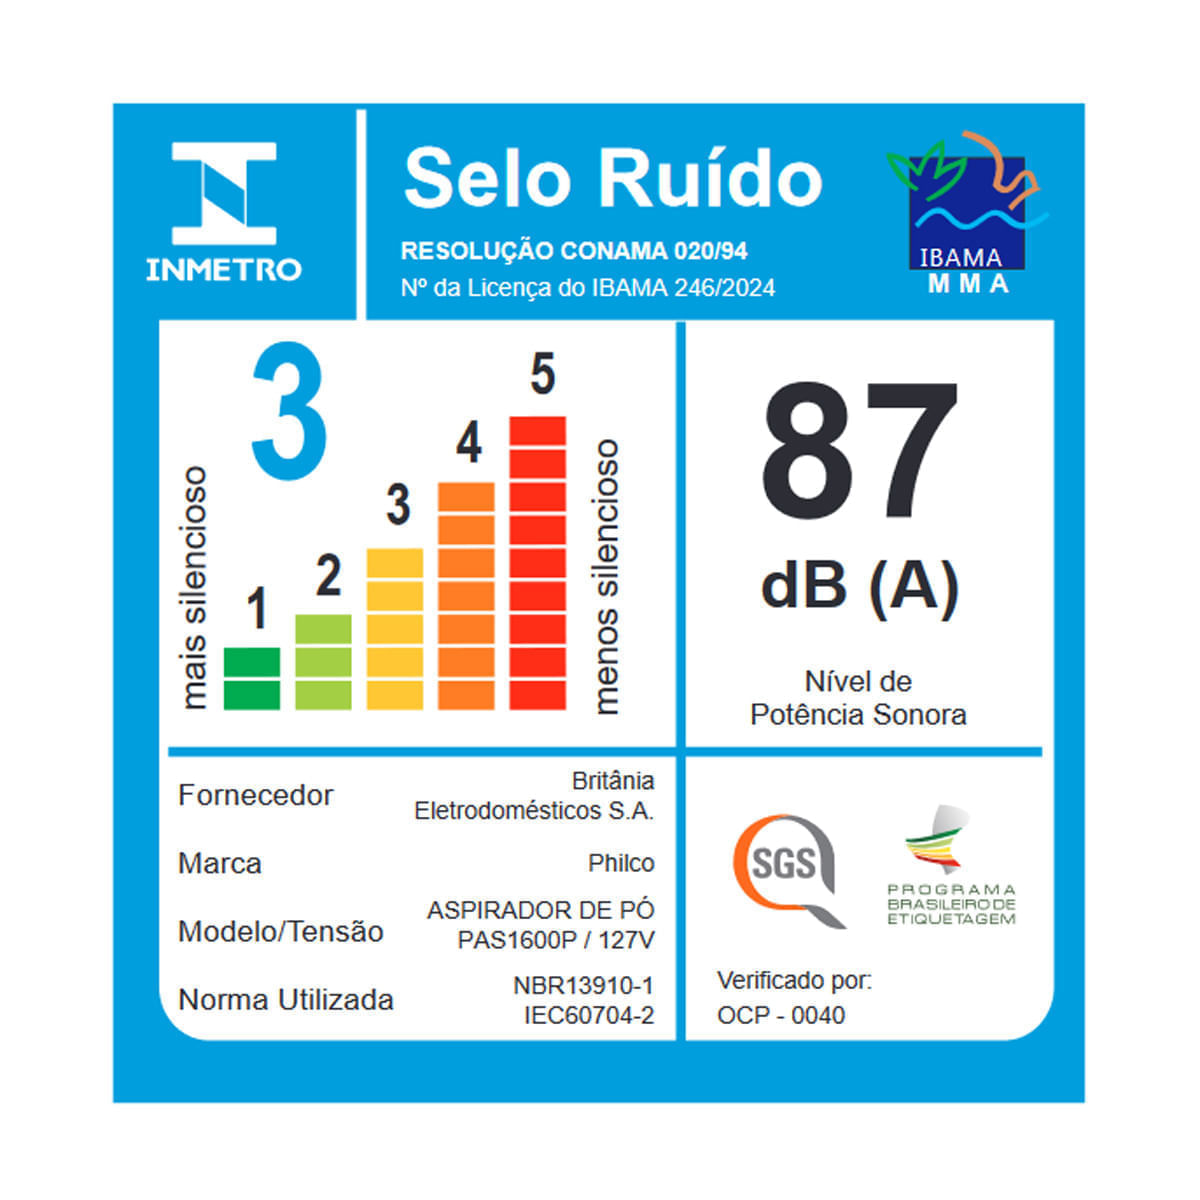 INMETRO
Selo Ruído
RESOLUÇÃO CONAMA 020/94
Nº da Licença do IBAMA 246/2024
IBAMA
MMA
3
mais silencioso
1
2
3
4
5
menos silencioso
87
dB (A)
Nível de
Potência Sonora
Fornecedor
Britânia
Eletrodomésticos S.A.
Marca
Philco
Modelo/Tensão
ASPIRADOR DE PÓ
PAS1600P / 127V
Norma Utilizada
NBR13910-1
IEC60704-2
SGS
PROGRAMA
BRASILEIRO DE
ETIQUETAGEM
Verificado por:
OCP - 0040